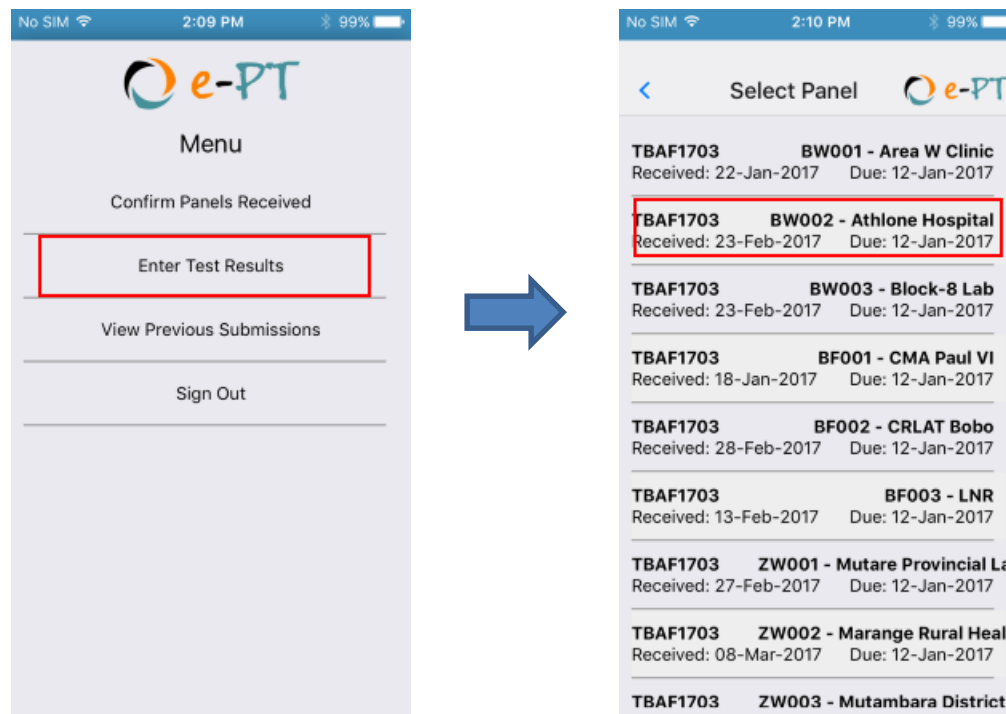 No SIM 2:09 PM 99%
e-PT
Menu
Confirm Panels Received
Enter Test Results
View Previous Submissions
Sign Out
No SIM 2:10 PM 99%
Select Panel e-PT
TBAF1703 BW001 - Area W Clinic
Received: 22-Jan-2017 Due: 12-Jan-2017
TBAF1703 BW002 - Athlone Hospital
Received: 23-Feb-2017 Due: 12-Jan-2017
TBAF1703 BW003 - Block-8 Lab
Received: 23-Feb-2017 Due: 12-Jan-2017
TBAF1703 BF001 - CMA Paul VI
Received: 18-Jan-2017 Due: 12-Jan-2017
TBAF1703 BF002 - CRLAT Bobo
Received: 28-Feb-2017 Due: 12-Jan-2017
TBAF1703 BF003 - LNR
Received: 13-Feb-2017 Due: 12-Jan-2017
TBAF1703 ZW001 - Mutare Provincial La
Received: 27-Feb-2017 Due: 12-Jan-2017
TBAF1703 ZW002 - Marange Rural Heal
Received: 08-Mar-2017 Due: 12-Jan-2017
TBAF1703 ZW003 - Mutambara District